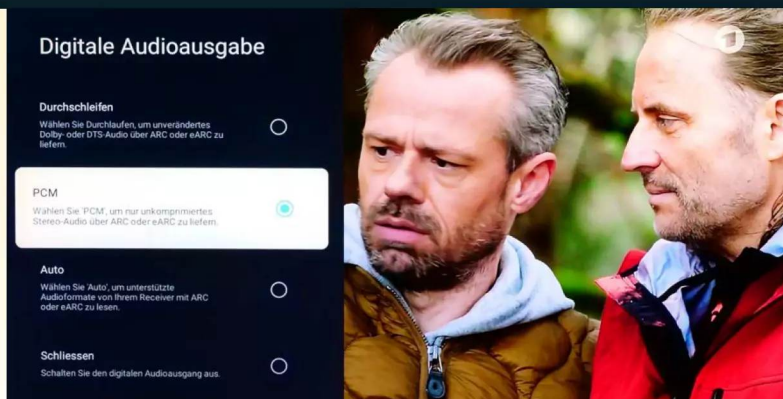 Digitale Audioausgabe
Durchschleifen
Wählen Sie Durchlaufen, um unverändertes
Dolby- oder DTS-Audio über ARC oder eARC zu
liefern.
PCM
Wählen Sie 'PCM', um nur unkomprimiertes
Stereo-Audio über ARC oder eARC zu liefern.
Auto
Wählen Sie 'Auto', um unterstützte
Audioformate von Ihrem Receiver mit ARC
oder eARC zu lesen.
Schliessen
Schalten Sie den digitalen Audioausgang aus.
1